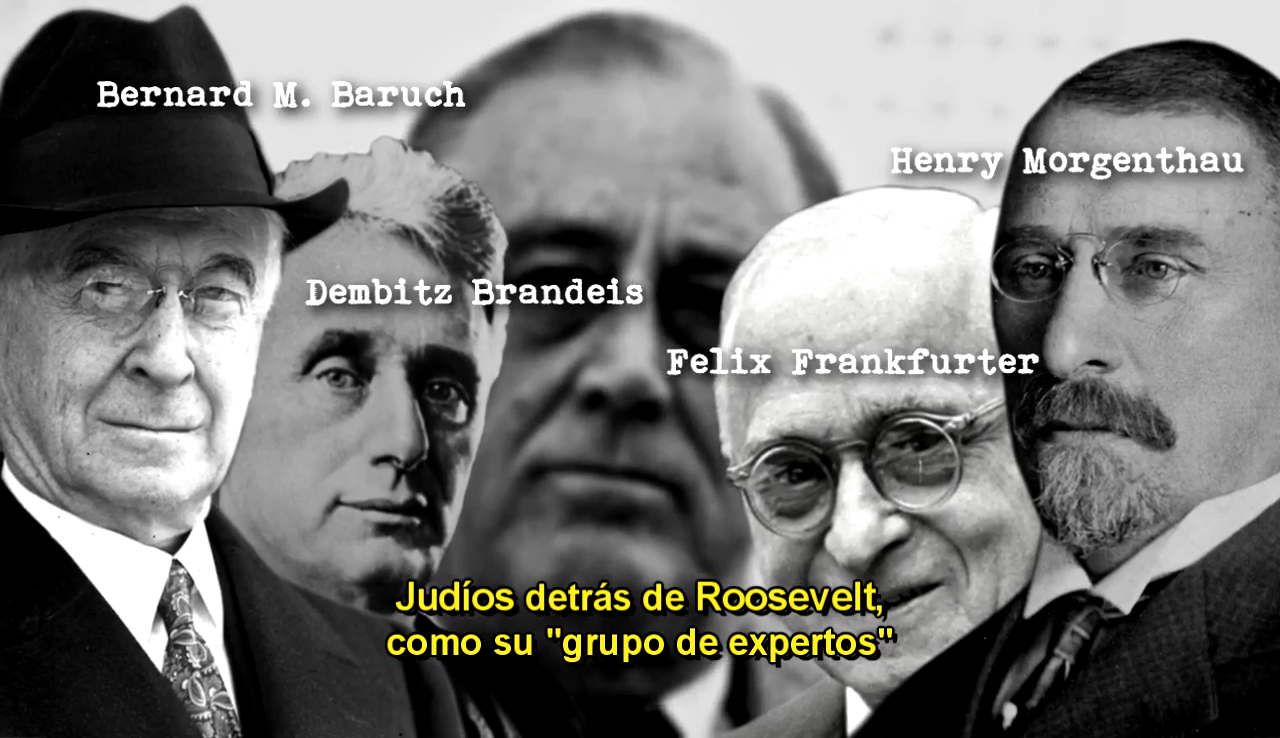 Bernard M. Baruch
Henry Morgenthau
Dembitz Brandeis
Felix Frankfurter
Judíos detrás de Roosevelt,
como su "grupo de expertos"